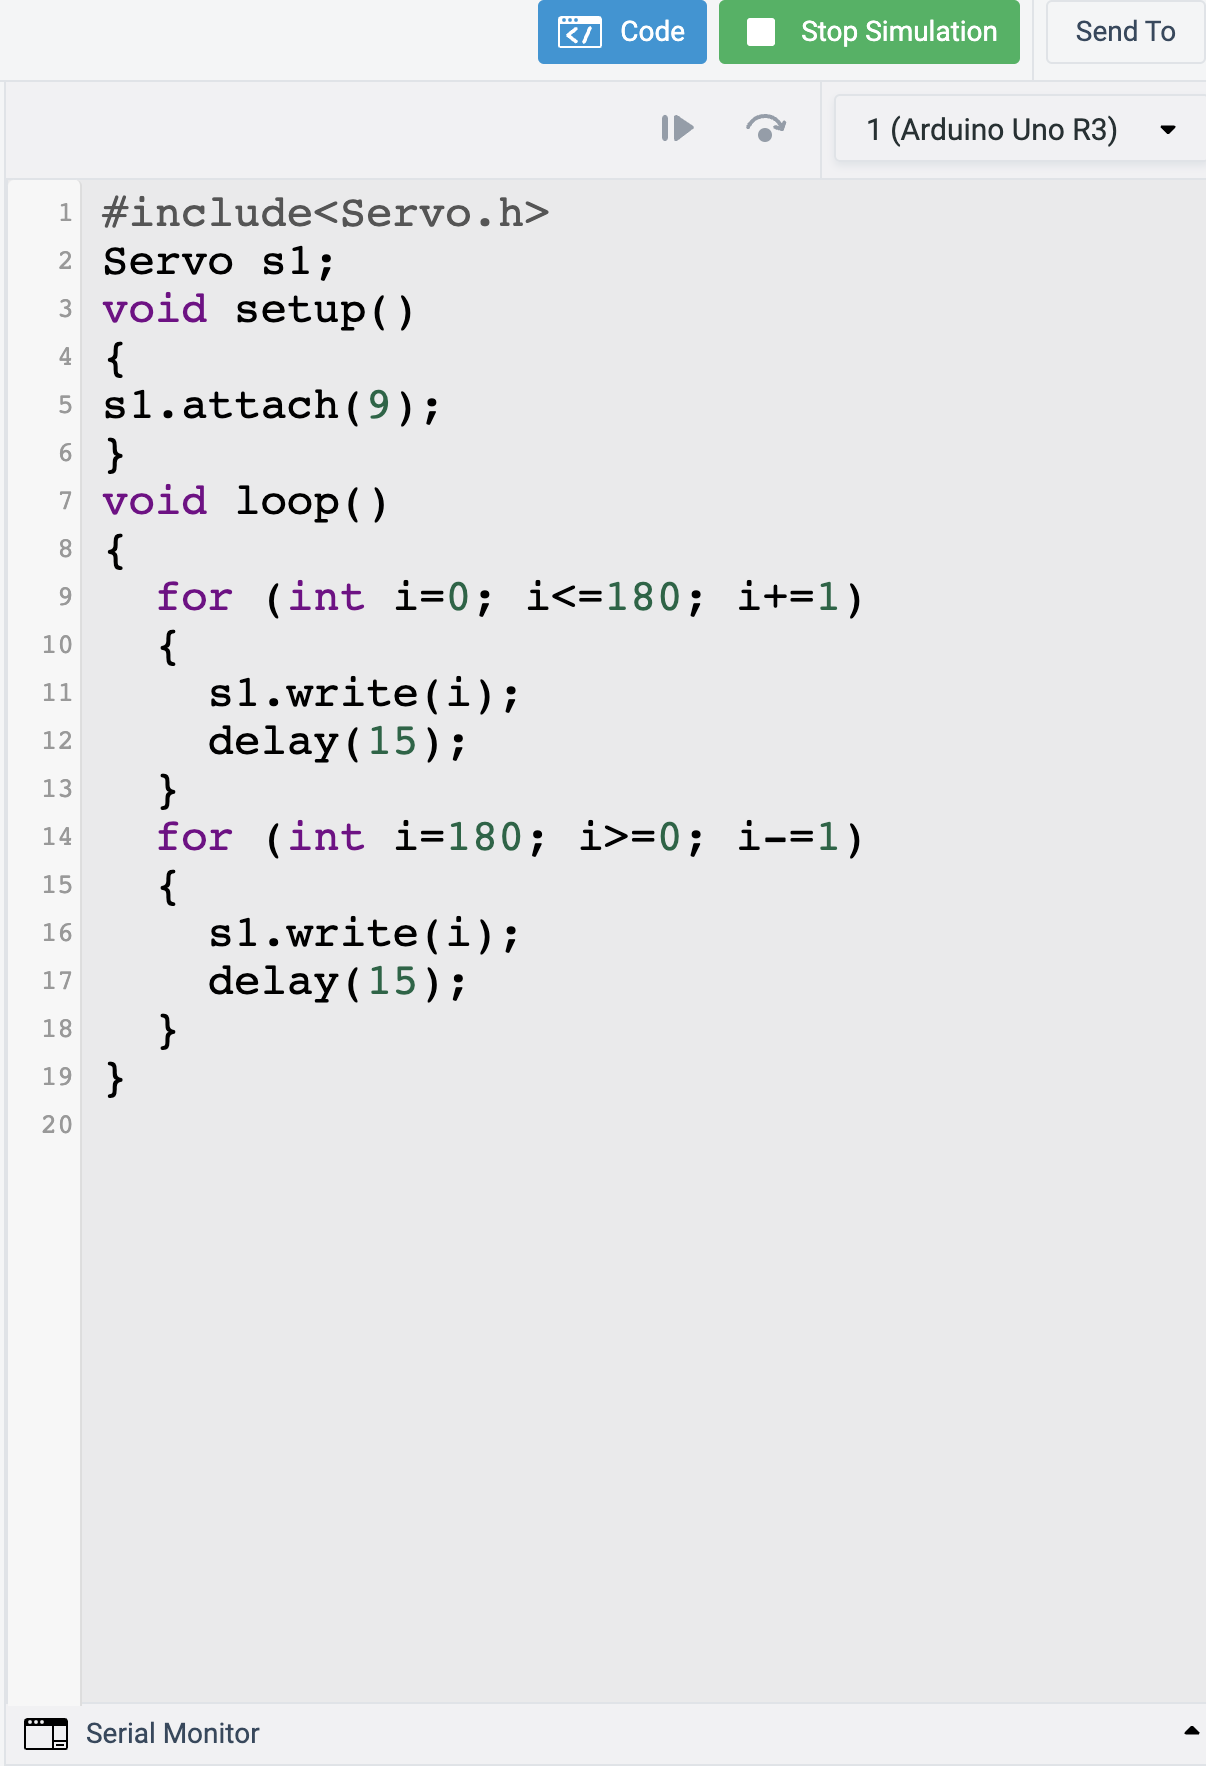 </> Code Stop Simulation Send To
1 (Arduino Uno R3)
1 #include<Servo.h>
2 Servo s1;
3 void setup()
4 {
5 s1.attach(9);
6 }
7 void loop()
8 {
9 for (int i=0; i<=180; i+=1)
10 {
11 s1.write(i);
12 delay(15);
13 }
14 for (int i=180; i>=0; i-=1)
15 {
16 s1.write(i);
17 delay(15);
18 }
19 }
20
Serial Monitor